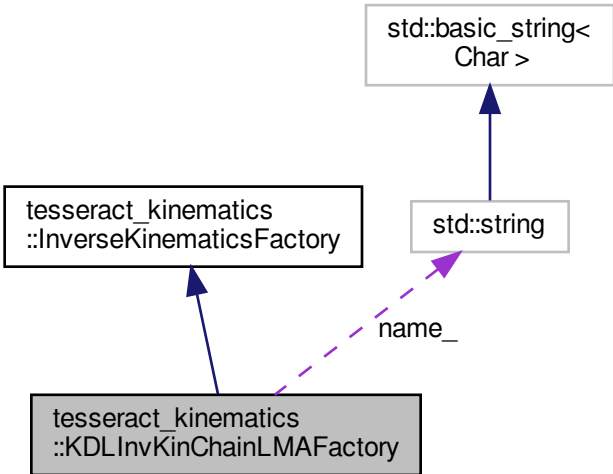 std::basic_string<
Char >
tesseract_kinematics
::InverseKinematicsFactory
std::string
name_
tesseract_kinematics
::KDLInvKinChainLMAFactory